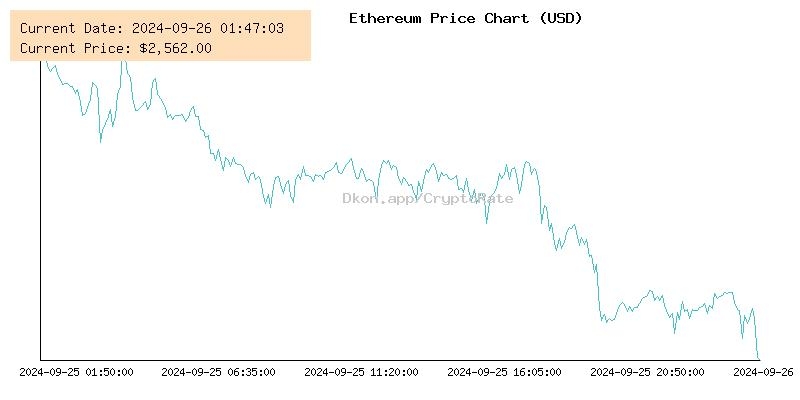 Ethereum Price Chart (USD)
Current Date: 2024-09-26 01:47:03
Current Price: $2,562.00
Dkon.app/CryptoRate
2024-09-25 01:50:00 2024-09-25 06:35:00 2024-09-25 11:20:00 2024-09-25 16:05:00 2024-09-25 20:50:00 2024-09-26